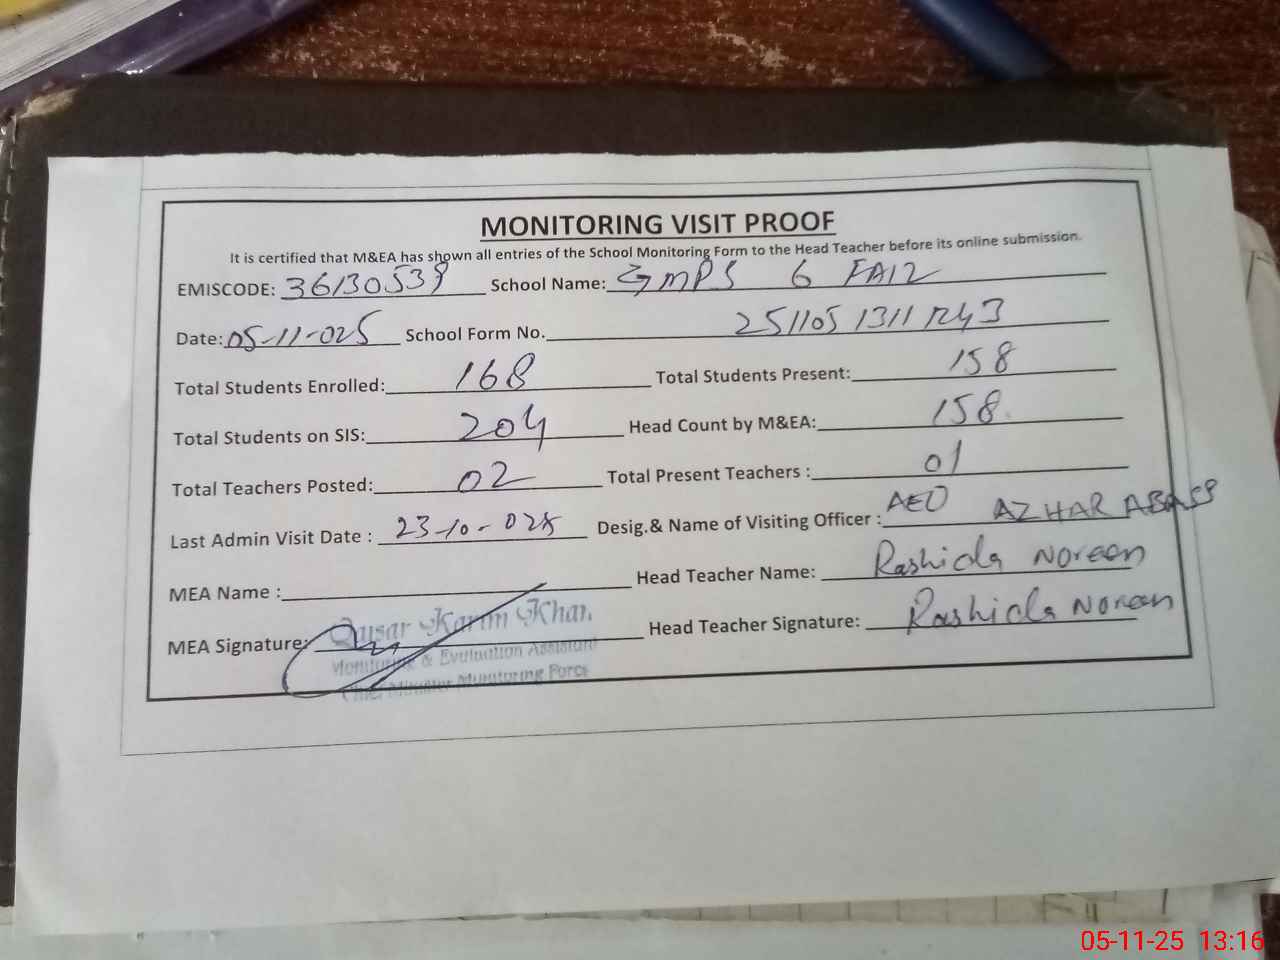 MONITORING VISIT PROOF
It is certified that M&EA has shown all entries of the School Monitoring Form to the Head Teacher before its online submission.
EMISCODE: 36130539 School Name: GMPS 6 FAIZ
Date: 05-11-025 School Form No. 251105 1311
Total Students Enrolled: 168 Total Students Present: 158
Total Students on SIS: 204 Head Count by M&EA: 158
Total Teachers Posted: 02 Total Present Teachers : 01
Last Admin Visit Date : 23-10-025 Desig.& Name of Visiting Officer : AEO AZHAR ABASS
MEA Name : Head Teacher Name: Rashida Noreen
MEA Signature: Qaisar Karim Khan Head Teacher Signature: Rashida Noreen
Monitoring & Evaluation Assistant
Chief Minister Monitoring Force
05-11-25 13:16